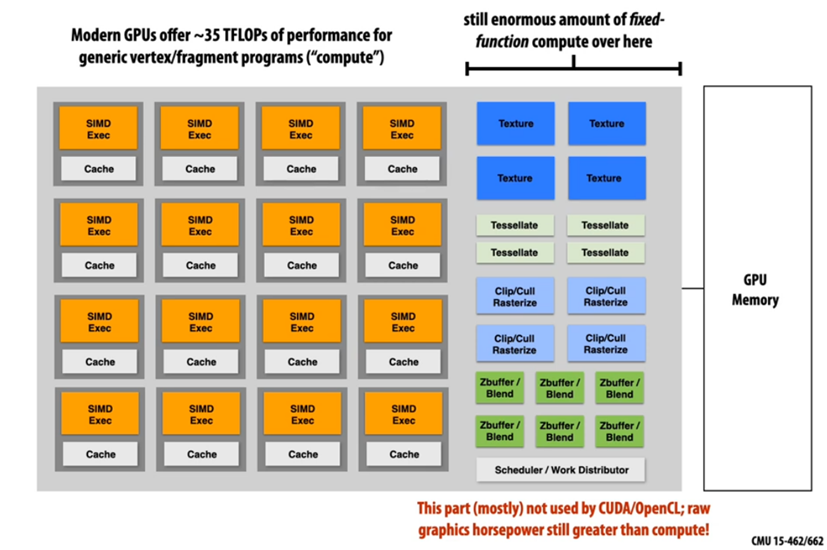 Modern GPUs offer ~35 TFLOPs of performance for
generic vertex/fragment programs ("compute")
still enormous amount of fixed-
function compute over here
SIMD
Exec
Cache
SIMD
Exec
Cache
SIMD
Exec
Cache
SIMD
Exec
Cache
SIMD
Exec
Cache
SIMD
Exec
Cache
SIMD
Exec
Cache
SIMD
Exec
Cache
SIMD
Exec
Cache
SIMD
Exec
Cache
SIMD
Exec
Cache
SIMD
Exec
Cache
SIMD
Exec
Cache
SIMD
Exec
Cache
SIMD
Exec
Cache
SIMD
Exec
Cache
Texture
Texture
Texture
Texture
Tessellate
Tessellate
Tessellate
Tessellate
Clip/Cull
Rasterize
Clip/Cull
Rasterize
Clip/Cull
Rasterize
Clip/Cull
Rasterize
Zbuffer /
Blend
Zbuffer /
Blend
Zbuffer /
Blend
Zbuffer /
Blend
Zbuffer /
Blend
Zbuffer /
Blend
Scheduler / Work Distributor
GPU
Memory
This part (mostly) not used by CUDA/OpenCL; raw
graphics horsepower still greater than compute!
CMU 15-462/662